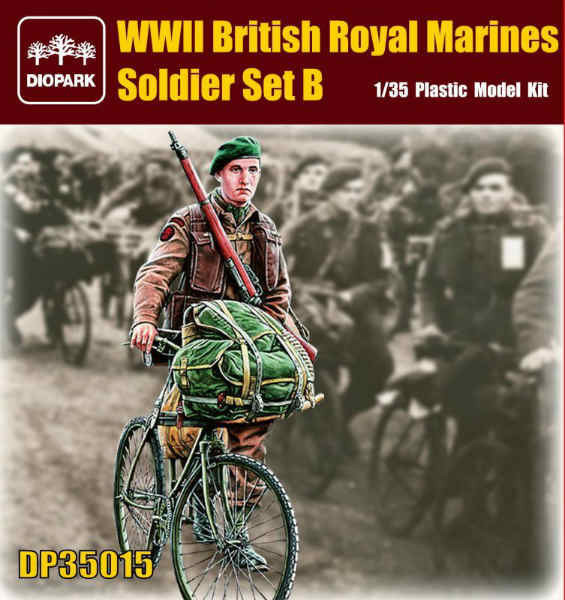 DIOPARK
WWII British Royal Marines
Soldier Set B
1/35 Plastic Model Kit
DP35015